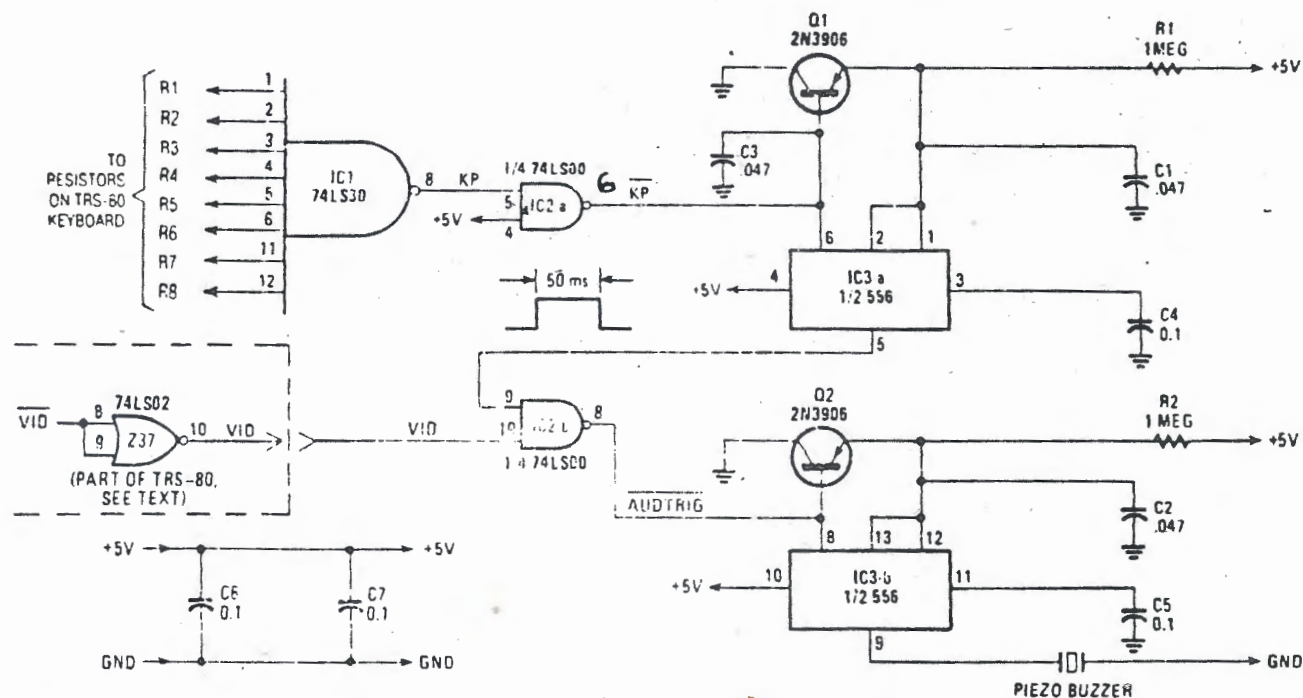 Q1
2N3906
R1
1 MEG
+5V
R1
R2
R3
R4
R5
R6
R7
R8
1
2
3
4
5
6
11
12
TO
RESISTORS
ON TRS-80
KEYBOARD
IC1
74LS30
8
KP
1/4 74LS00
5
4
IC2 a
+5V
6
KP
C3
.047
C1
.047
6
2
1
4
+5V
IC3 a
1/2 556
3
5
C4
0.1
50 ms
VID
8
9
74LS02
Z37
10
VID
(PART OF TRS-80,
SEE TEXT)
VID
9
10
8
1/4 74LS00
AUDTRIG
Q2
2N3906
R2
1 MEG
+5V
C2
.047
8
13
12
10
+5V
IC3-b
1/2 556
11
9
C5
0.1
+5V
+5V
C6
0.1
C7
0.1
GND
GND
GND
PIEZO BUZZER